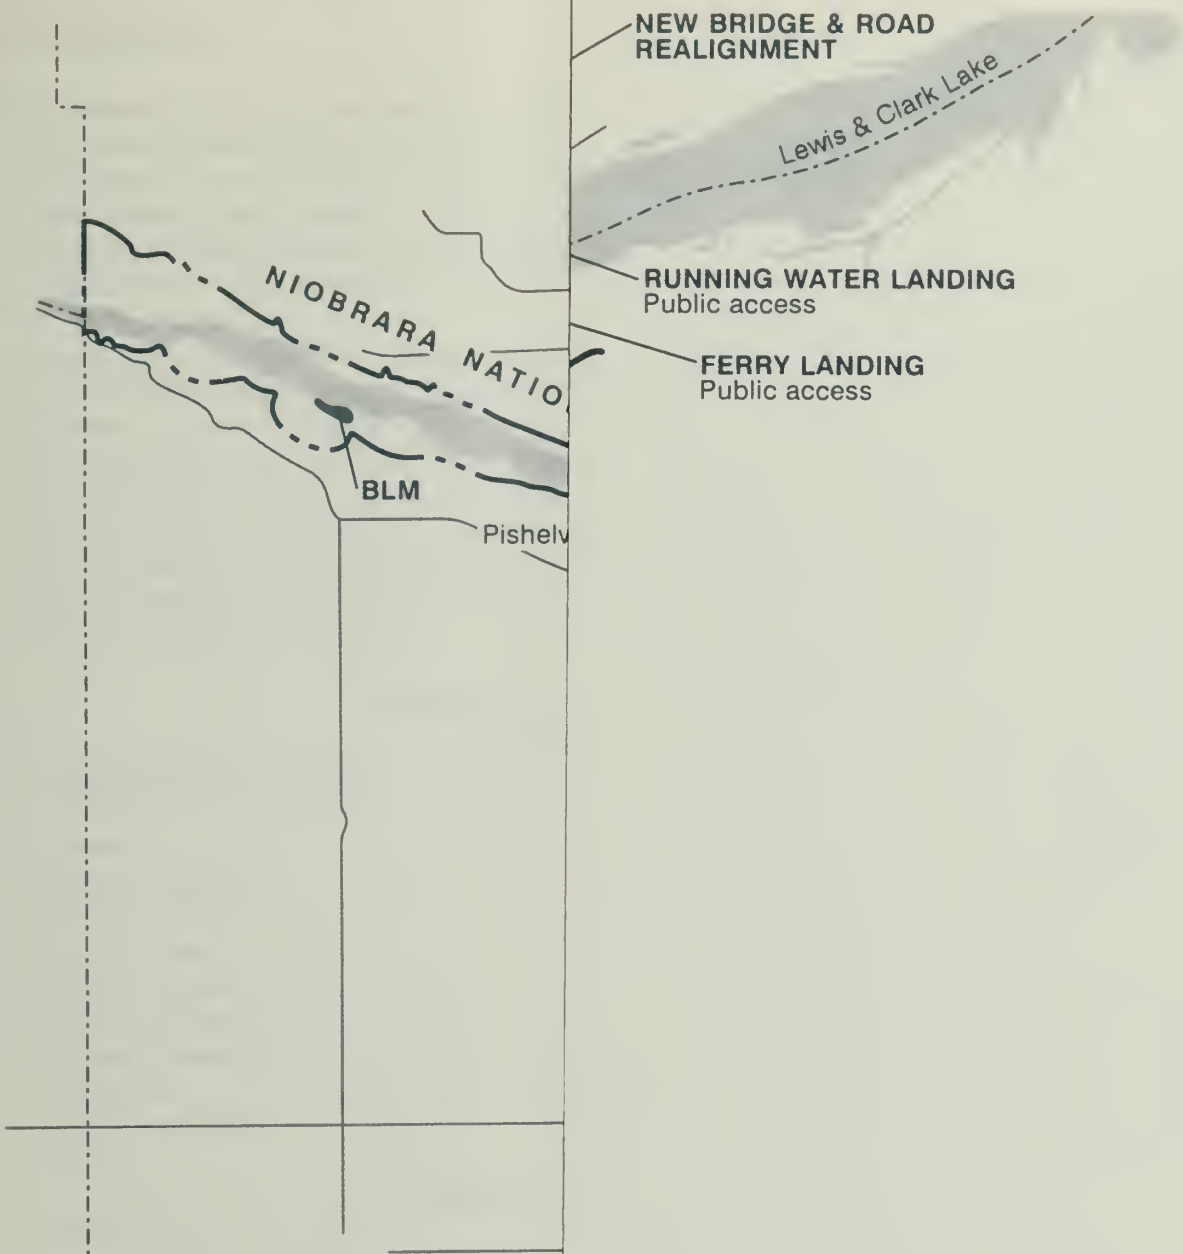 NEW BRIDGE & ROAD
REALIGNMENT
Lewis & Clark Lake
RUNNING WATER LANDING
Public access
FERRY LANDING
Public access
NIOBRARA NATIO
BLM
Pishelv